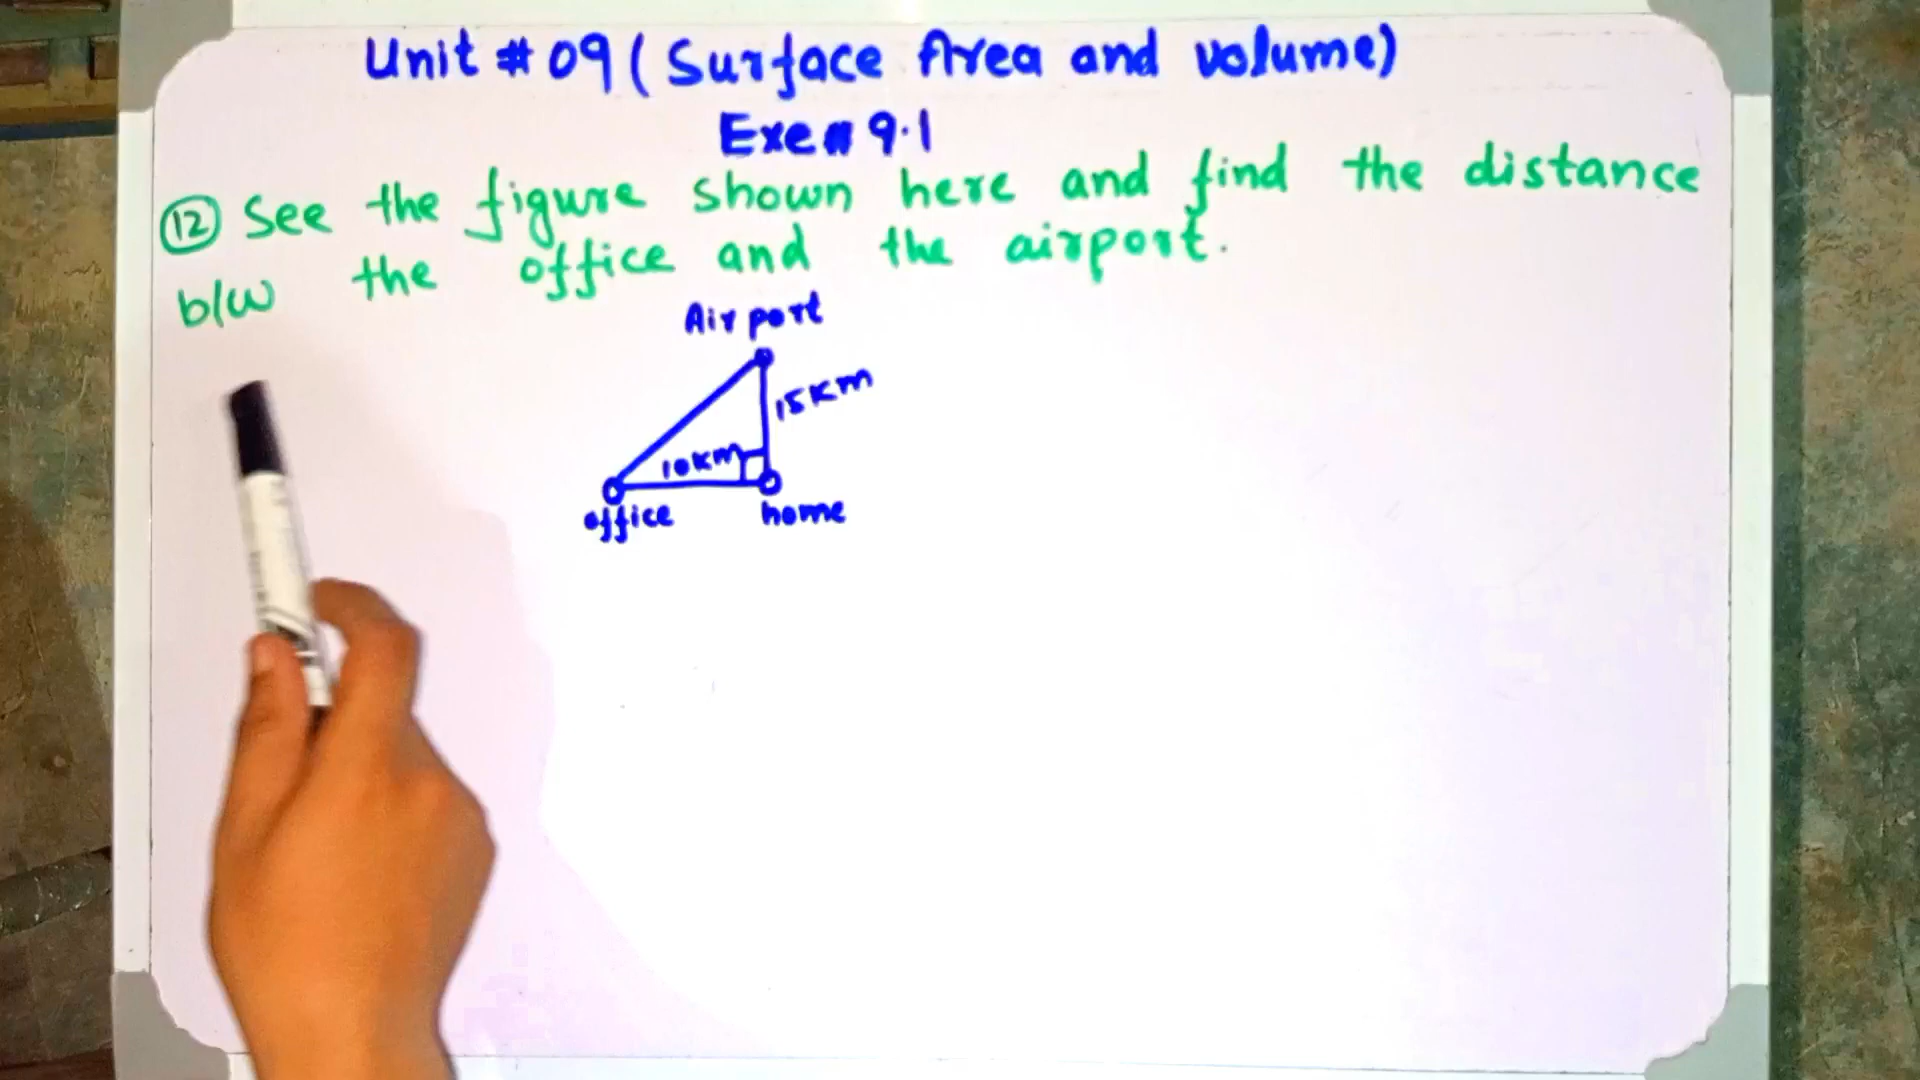 Unit # 09 (Surface Area and volume)
Exe # 9.1
(12) See the figure shown here and find the distance
b/w the office and the airport.
Airport
15km
10km
office home